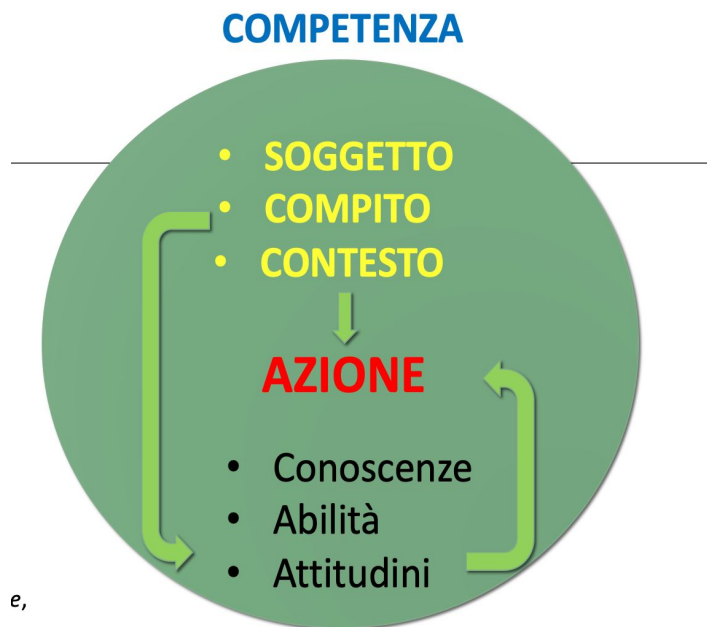 COMPETENZA
• SOGGETTO
• COMPITO
• CONTESTO
AZIONE
• Conoscenze
• Abilità
• Attitudini
e,